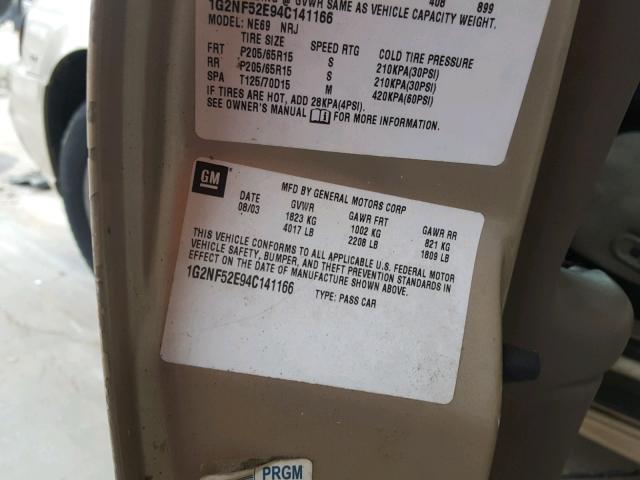 @ GVWR SAME AS VEHICLE CAPACITY WEIGHT.
408 899
1G2NF52E94C141166
MODEL: NE69 NRJ
TIRE SIZE SPEED RTG COLD TIRE PRESSURE
FRT P205/65R15 S 210KPA(30PSI)
RR P205/65R15 S 210KPA(30PSI)
SPA T125/70D15 M 420KPA(60PSI)
IF TIRES ARE HOT, ADD 28KPA(4PSI).
SEE OWNER'S MANUAL FOR MORE INFORMATION.
GM
MFD BY GENERAL MOTORS CORP
DATE GVWR GAWR FRT GAWR RR
08/03 1823 KG 1002 KG 821 KG
4017 LB 2208 LB 1809 LB
THIS VEHICLE CONFORMS TO ALL APPLICABLE U.S. FEDERAL MOTOR
VEHICLE SAFETY, BUMPER, AND THEFT PREVENTION STANDARDS IN
EFFECT ON THE DATE OF MANUFACTURE SHOWN ABOVE.
1G2NF52E94C141166 TYPE: PASS CAR
PRGM